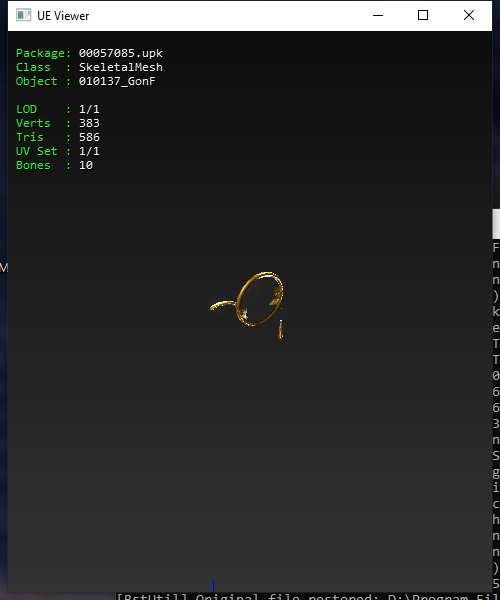 UE Viewer
Package: 00057085.upk
Class : SkeletalMesh
Object : 010137_GonF
LOD : 1/1
Verts : 383
Tris : 586
UV Set : 1/1
Bones : 10
M
F
n
n
)
k
e
T
T
0
6
6
3
n
S
g
i
c
h
n
n
)
5
[BstUtil] Original file restored: D:\Program Fil